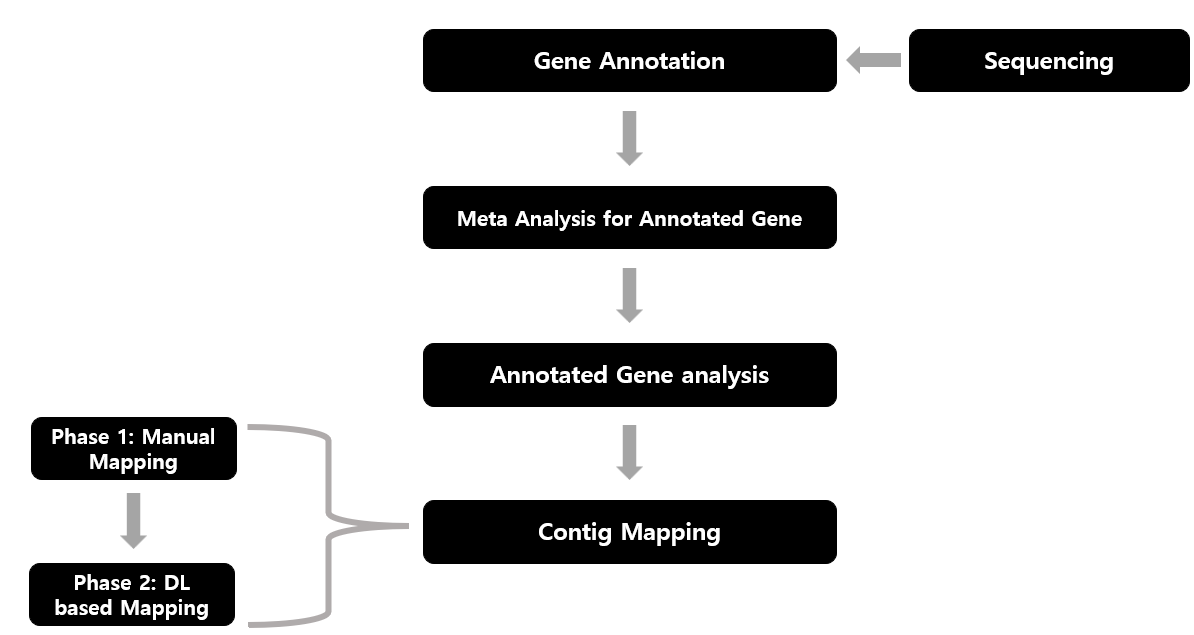 Gene Annotation
Sequencing
Meta Analysis for Annotated Gene
Annotated Gene analysis
Phase 1: Manual
Mapping
Contig Mapping
Phase 2: DL
based Mapping